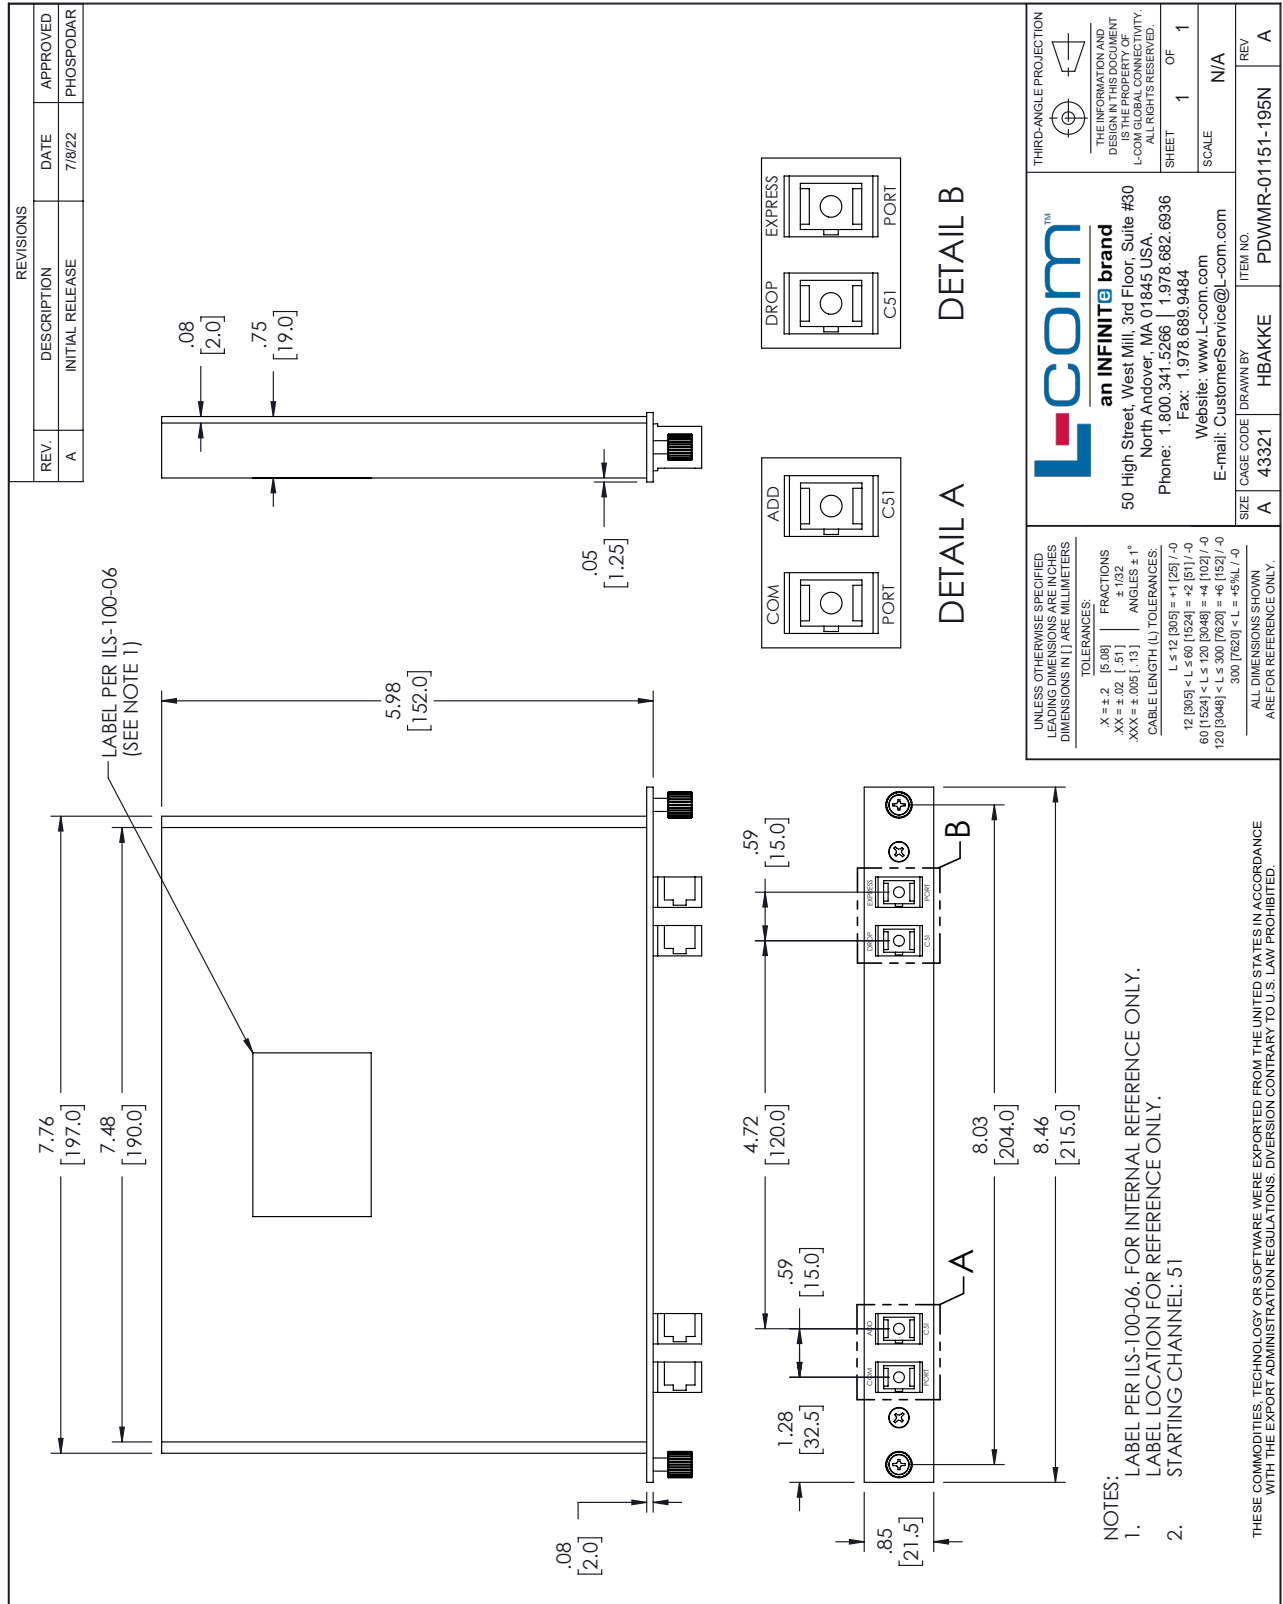 REVISIONS
REV. DESCRIPTION DATE APPROVED
A INITIAL RELEASE 7/8/22 PHOSPODAR
7.76
[197.0]
7.48
[190.0]
LABEL PER ILS-100-06
(SEE NOTE 1)
5.98
[152.0]
.08
[2.0]
.08
[2.0]
.75
[19.0]
.05
[1.25]
1.28
[32.5]
.59
[15.0]
4.72
[120.0]
.59
[15.0]
.85
[21.5]
COM
PORT
ADD
C51
DROP
C51
EXPRESS
PORT
A
B
8.03
[204.0]
8.46
[215.0]
COM ADD
PORT C51
DETAIL A
DROP EXPRESS
C51 PORT
DETAIL B
NOTES:
1. LABEL PER ILS-100-06. FOR INTERNAL REFERENCE ONLY.
LABEL LOCATION FOR REFERENCE ONLY.
2. STARTING CHANNEL: 51
THESE COMMODITIES, TECHNOLOGY OR SOFTWARE WERE EXPORTED FROM THE UNITED STATES IN ACCORDANCE
WITH THE EXPORT ADMINISTRATION REGULATIONS. DIVERSION CONTRARY TO U.S. LAW PROHIBITED.
UNLESS OTHERWISE SPECIFIED
LEADING DIMENSIONS ARE INCHES
DIMENSIONS IN [ ] ARE MILLIMETERS
TOLERANCES:
.X = ± .2 [5.08] FRACTIONS
.XX = ± .02 [.51] ± 1/32
.XXX = ± .005 [.13] ANGLES ± 1°
CABLE LENGTH (L) TOLERANCES:
L ≤ 12 [305] = +1 [25] / -0
12 [305] < L ≤ 60 [1524] = +2 [51] / -0
60 [1524] < L ≤ 120 [3048] = +4 [102] / -0
120 [3048] < L ≤ 300 [7620] = +6 [152] / -0
300 [7620] < L = +5%L / -0
ALL DIMENSIONS SHOWN
ARE FOR REFERENCE ONLY.
L-com™
an INFINITe brand
50 High Street, West Mill, 3rd Floor, Suite #30
North Andover, MA 01845 USA.
Phone: 1.800.341.5266 | 1.978.682.6936
Fax: 1.978.689.9484
Website: www.L-com.com
E-mail: CustomerService@L-com.com
THIRD-ANGLE PROJECTION
THE INFORMATION AND
DESIGN IN THIS DOCUMENT
IS THE PROPERTY OF
L-COM GLOBAL CONNECTIVITY.
ALL RIGHTS RESERVED.
SHEET 1 OF 1
SCALE N/A
SIZE A
CAGE CODE 43321
DRAWN BY HBAKKE
ITEM NO. PDWMR-01151-195N
REV A